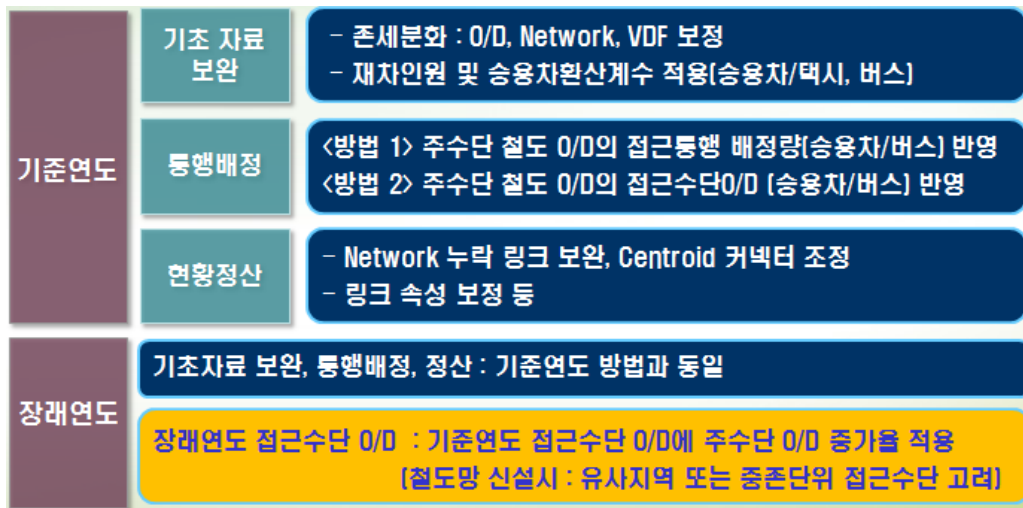 기준연도
기초 자료
보완
- 존세분화 : O/D, Network, VDF 보정
- 재차인원 및 승용차환산계수 적용(승용차/택시, 버스)
통행배정
<방법 1> 주수단 철도 O/D의 접근통행 배정량(승용차/버스) 반영
<방법 2> 주수단 철도 O/D의 접근수단O/D (승용차/버스) 반영
현황정산
- Network 누락 링크 보완, Centroid 커넥터 조정
- 링크 속성 보정 등
장래연도
기초자료 보완, 통행배정, 정산 : 기준연도 방법과 동일
장래연도 접근수단 O/D : 기준연도 접근수단 O/D에 주수단 O/D 증가율 적용
(철도망 신설시 : 유사지역 또는 중존단위 접근수단 고려)